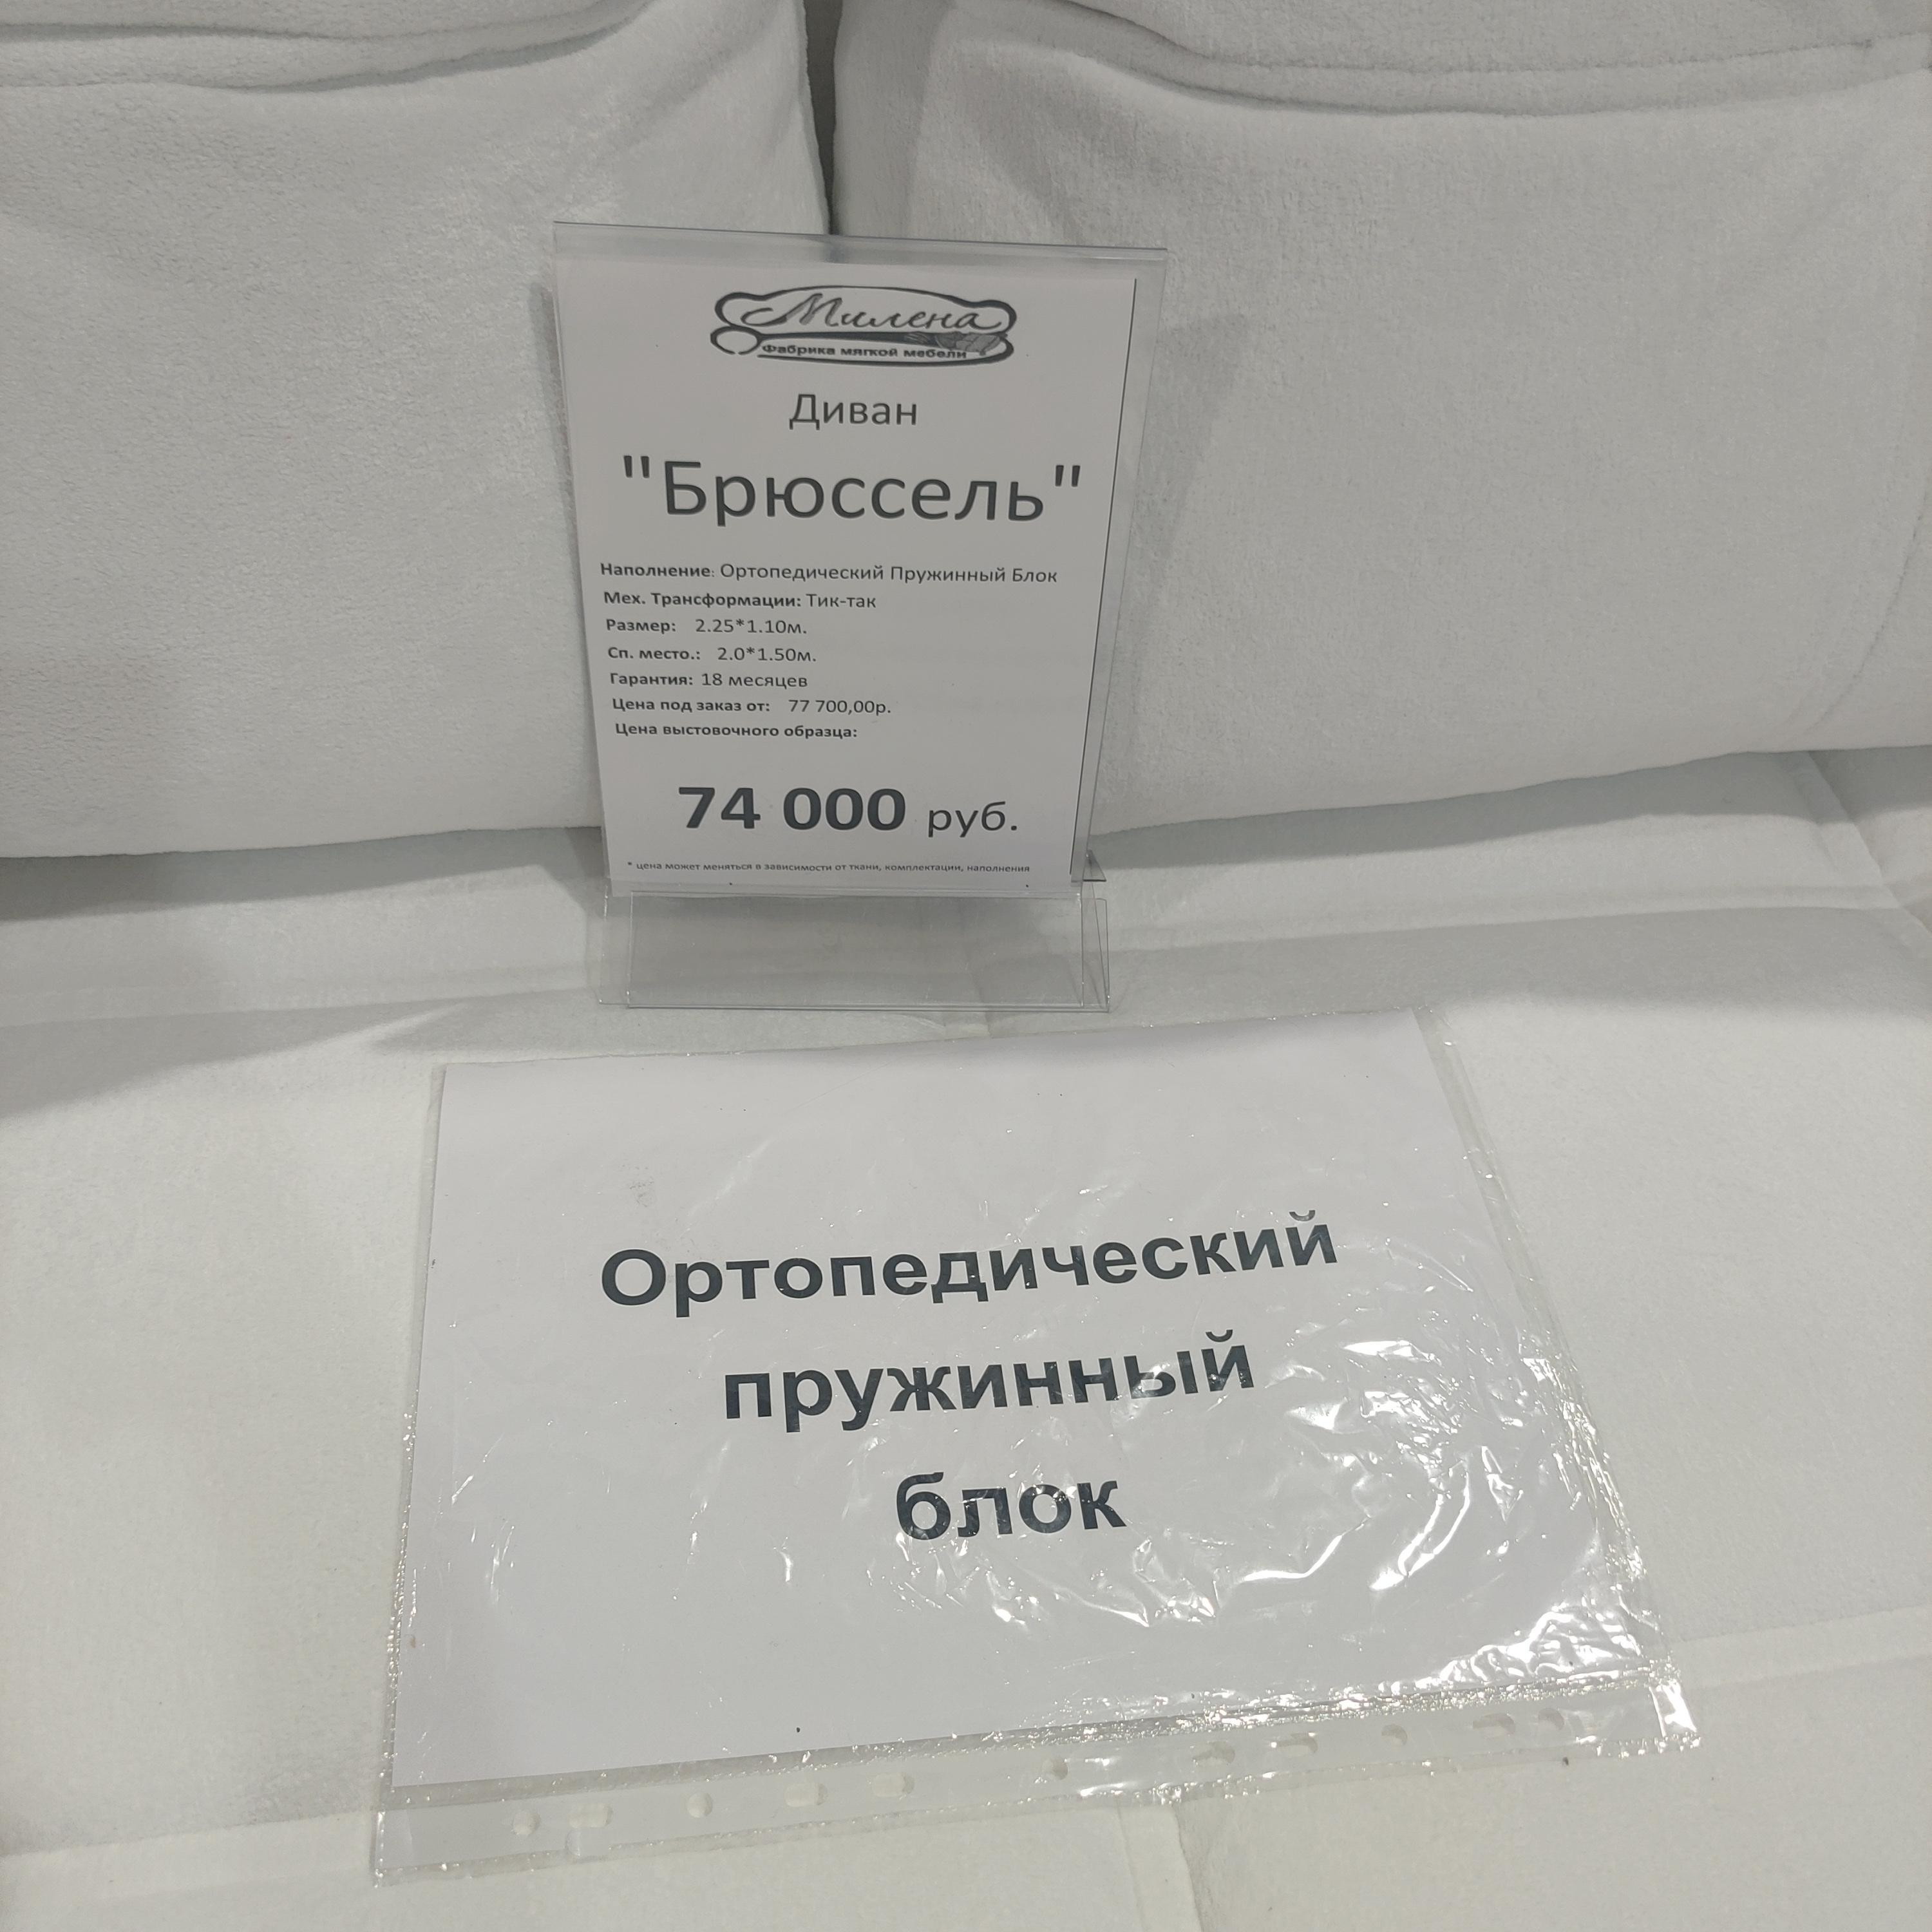 Милена
Фабрика мягкой мебели
Диван
"Брюссель"
Наполнение: Ортопедический Пружинный Блок
Мех. Трансформации: Тик-так
Размер: 2.25*1.10м.
Сп. место.: 2.0*1.50м.
Гарантия: 18 месяцев
Цена под заказ от: 77 700,00р.
Цена выстовочного образца:
74 000 руб.
* цена может меняться в зависимости от ткани, комплектации, наполнения
Ортопедический
пружинный
блок